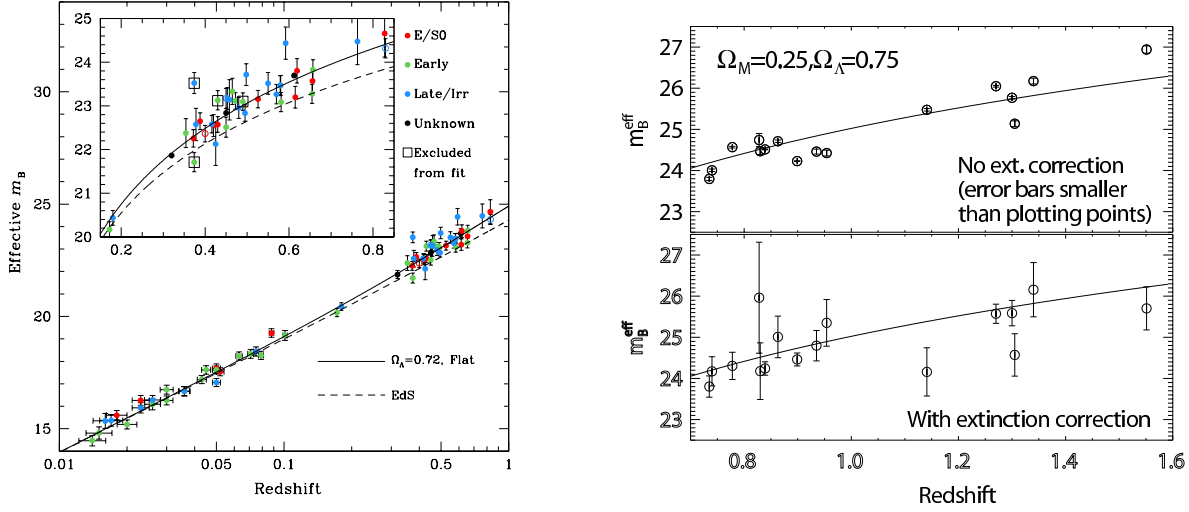 Effective m_B
30
25
20
15
24
23
22
21
20
0.2
0.4
0.6
0.8
E/S0
Early
Late/Irr
Unknown
Excluded
from fit
Ω_Λ=0.72, Flat
EdS
0.01
0.05
0.1
0.5
1
Redshift
m_B^eff
27
26
25
24
23
Ω_M=0.25,Ω_Λ=0.75
No ext. correction
(error bars smaller
than plotting points)
m_B^eff
26
25
24
23
With extinction correction
0.8
1.0
1.2
1.4
1.6
Redshift